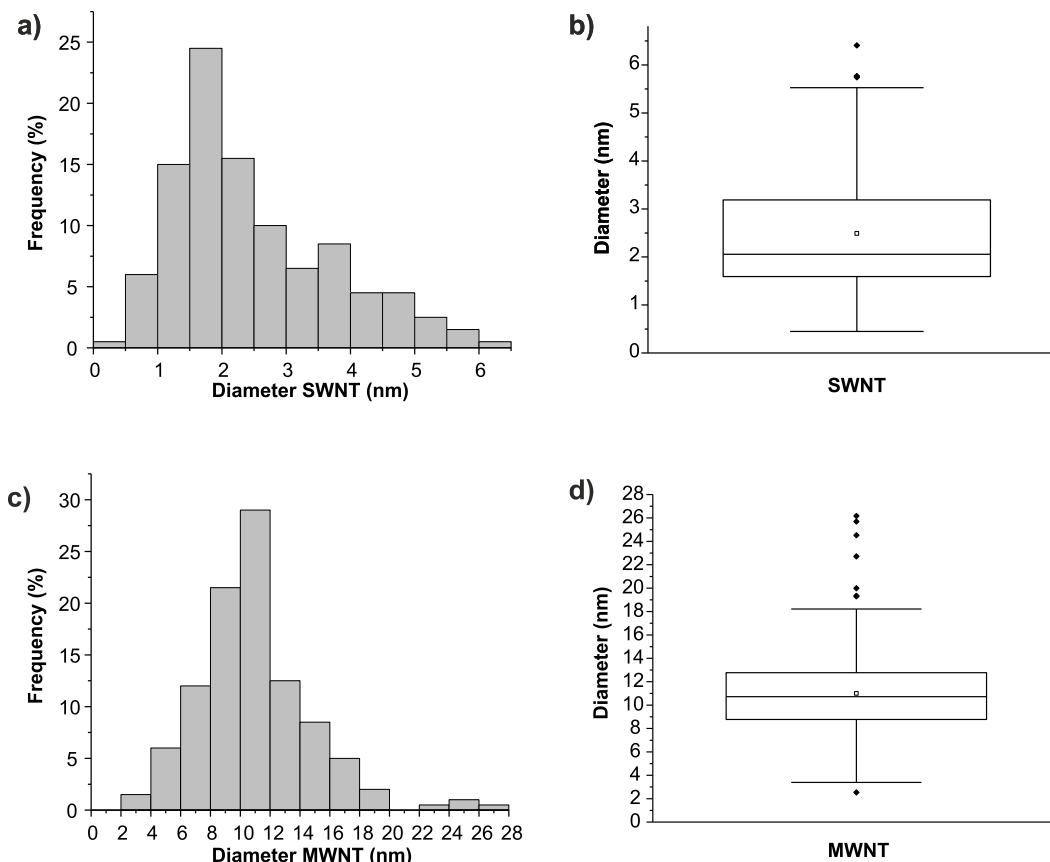 a)
25
20
15
10
5
0
Frequency (%)
0 1 2 3 4 5 6
Diameter SWNT (nm)
b)
6
5
4
3
2
1
0
Diameter (nm)
SWNT
c)
30
25
20
15
10
5
0
Frequency (%)
0 2 4 6 8 10 12 14 16 18 20 22 24 26 28
Diameter MWNT (nm)
d)
28
26
24
22
20
18
16
14
12
10
8
6
4
2
0
Diameter (nm)
MWNT